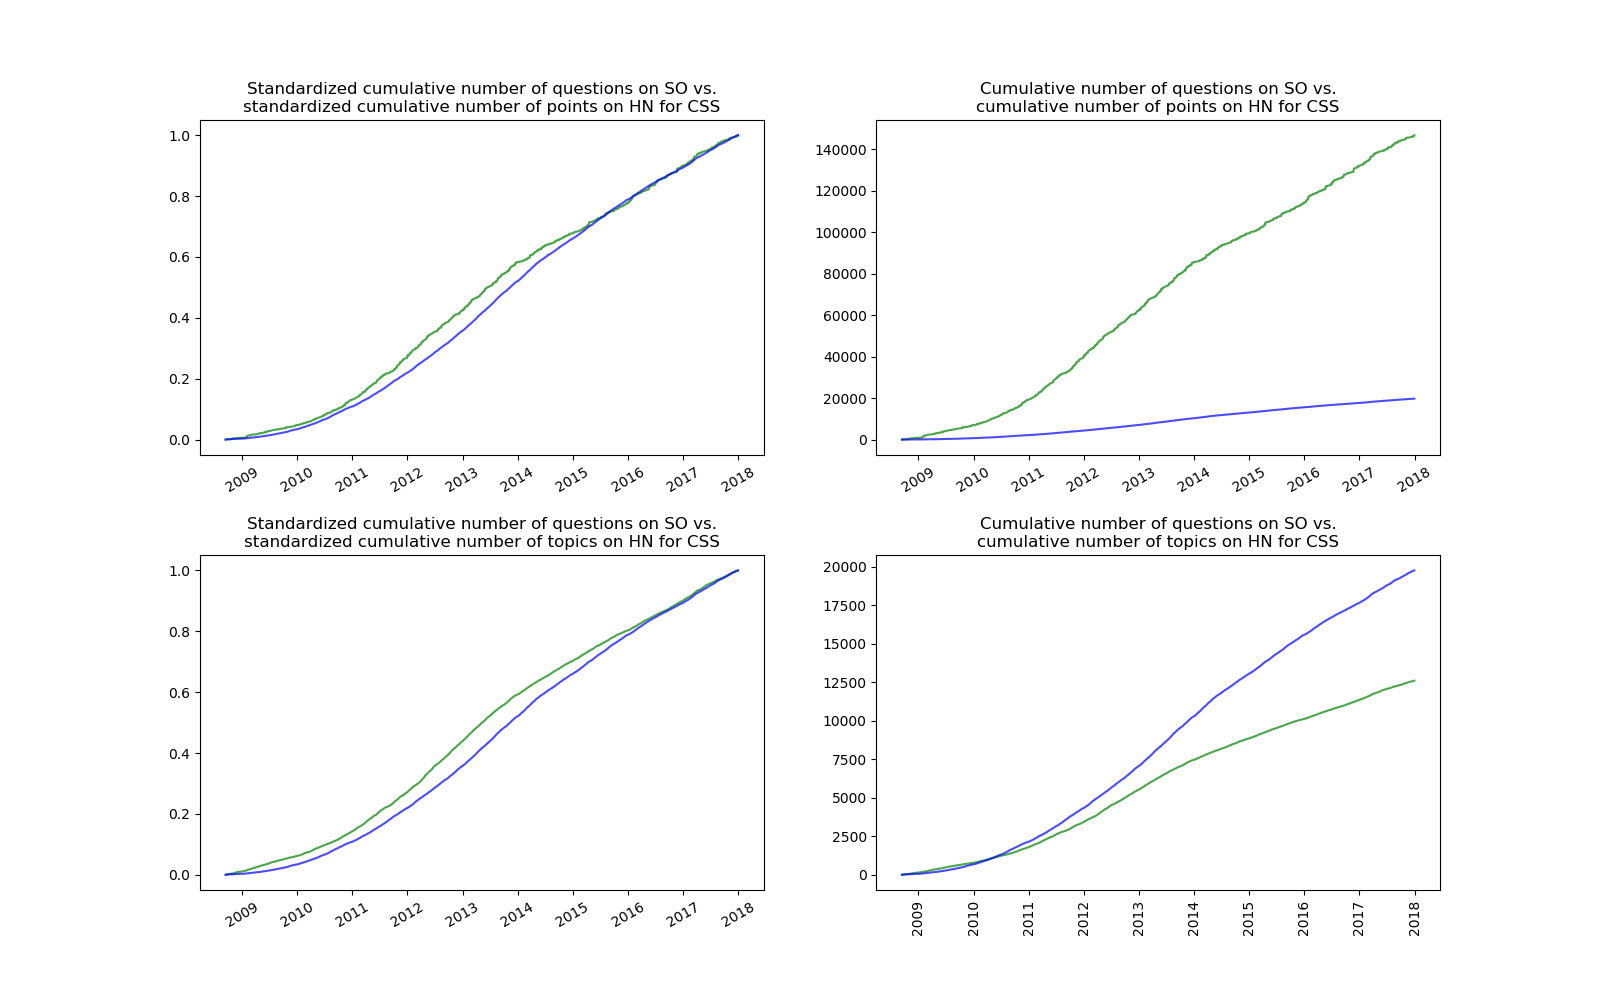 Standardized cumulative number of questions on SO vs.
standardized cumulative number of points on HN for CSS
1.0
0.8
0.6
0.4
0.2
0.0
2009 2010 2011 2012 2013 2014 2015 2016 2017 2018
Cumulative number of questions on SO vs.
cumulative number of points on HN for CSS
140000
120000
100000
80000
60000
40000
20000
0
2009 2010 2011 2012 2013 2014 2015 2016 2017 2018
Standardized cumulative number of questions on SO vs.
standardized cumulative number of topics on HN for CSS
1.0
0.8
0.6
0.4
0.2
0.0
2009 2010 2011 2012 2013 2014 2015 2016 2017 2018
Cumulative number of questions on SO vs.
cumulative number of topics on HN for CSS
20000
17500
15000
12500
10000
7500
5000
2500
0
2009 2010 2011 2012 2013 2014 2015 2016 2017 2018